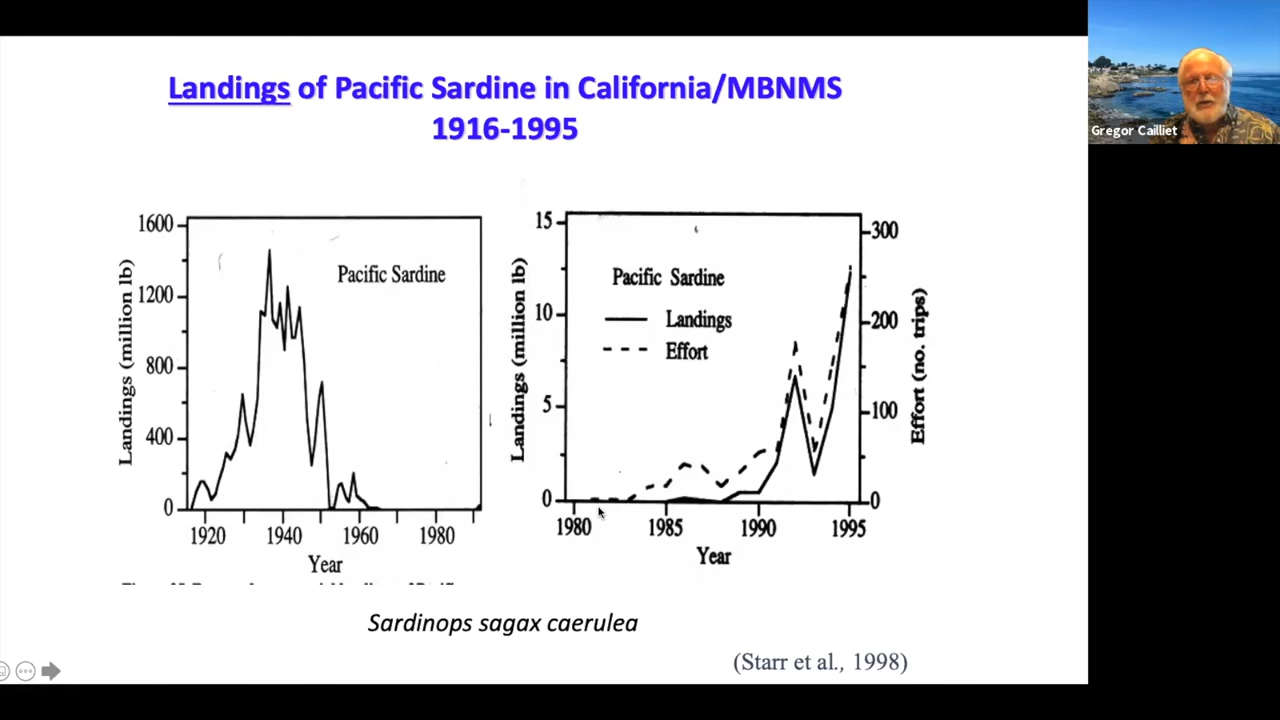 Landings of Pacific Sardine in California/MBNMS
1916-1995
Gregor Cailliet
1600
1200
800
400
0
Landings (million lb)
Pacific Sardine
1920
1940
1960
1980
Year
15
10
5
0
Landings (million lb)
Pacific Sardine
Landings
Effort
300
200
100
0
Effort (no. trips)
1980
1985
1990
1995
Year
Sardinops sagax caerulea
(Starr et al., 1998)